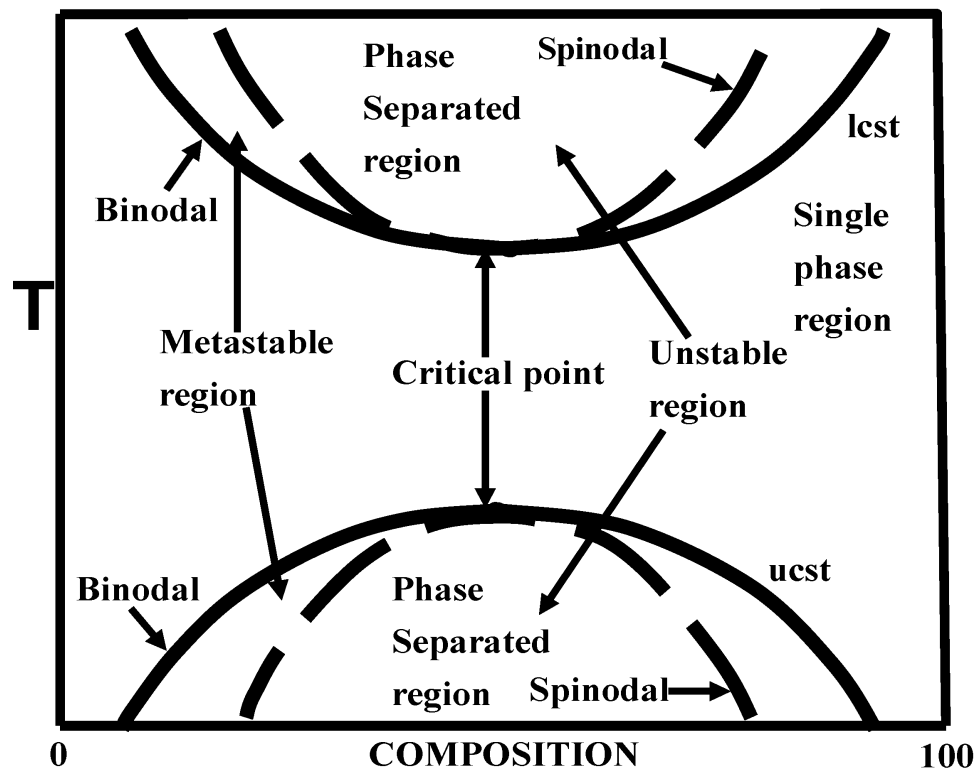 Phase
Separated
region
Spinodal
lcst
Binodal
Single
phase
region
T
Metastable
region
Critical point
Unstable
region
Binodal
ucst
Phase
Separated
region
Spinodal
0
COMPOSITION
100